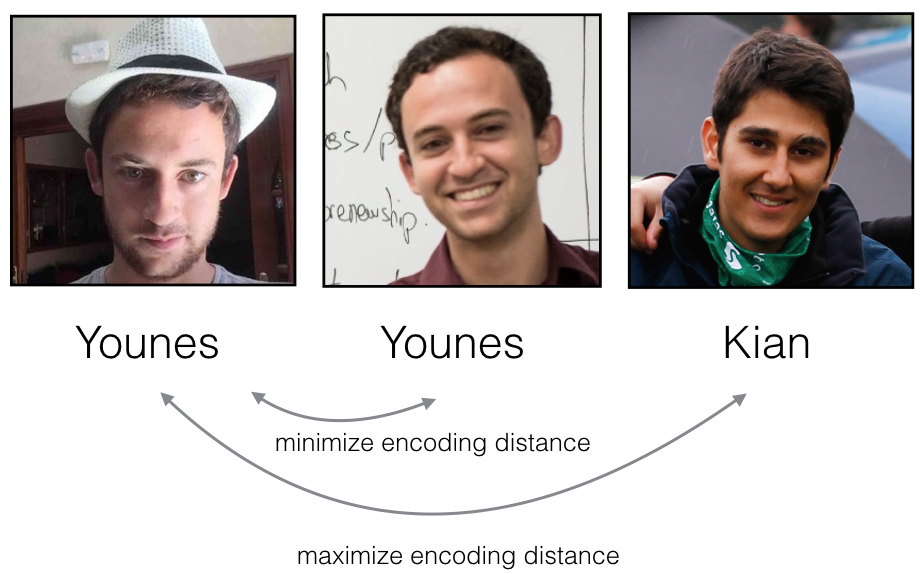 Younes
Younes
Kian
minimize encoding distance
maximize encoding distance